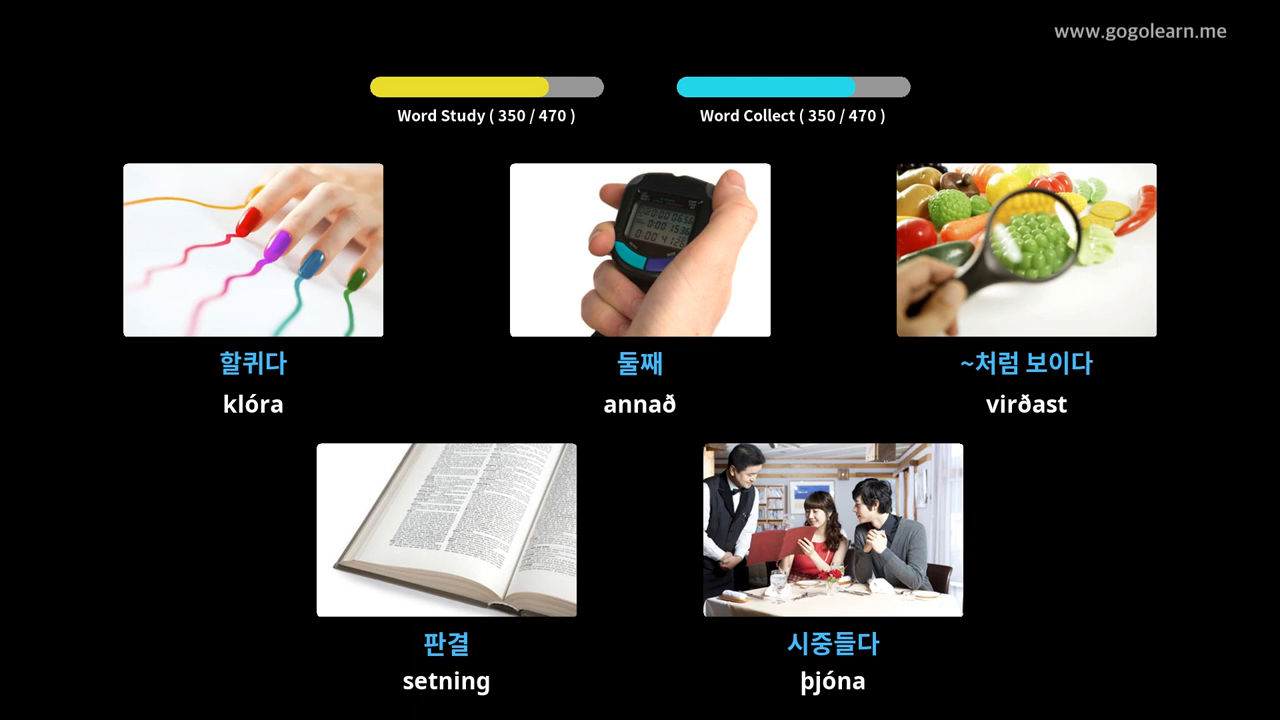 www.gogolearn.me
Word Study ( 350 / 470 )
Word Collect ( 350 / 470 )
할퀴다
klóra
둘째
annað
~처럼 보이다
virðast
판결
setning
시중들다
þjóna